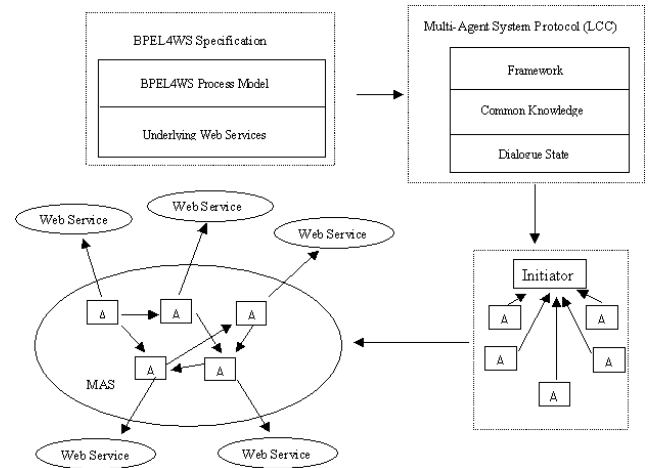 BPEL4WS Specification
BPEL4WS Process Model
Underlying Web Services
Multi-Agent System Protocol (LCC)
Framework
Common Knowledge
Dialogue State
Web Service
Web Service
Web Service
Initiator
A
A
A
A
A
A
A
A
A
A
MAS
Web Service
Web Service